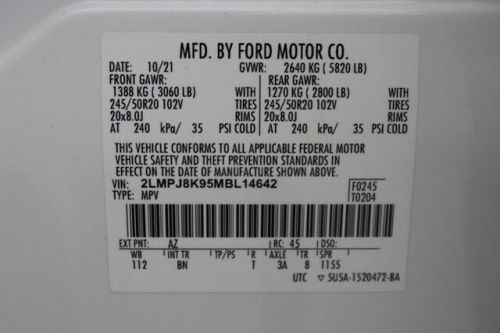 MFD. BY FORD MOTOR CO.
DATE: 10/21 GVWR: 2640 KG ( 5820 LB)
FRONT GAWR: REAR GAWR:
1388 KG ( 3060 LB) WITH 1270 KG ( 2800 LB) WITH
245/50R20 102V TIRES 245/50R20 102V TIRES
20x8.0J RIMS 20x8.0J RIMS
AT 240 kPa/ 35 PSI COLD AT 240 kPa/ 35 PSI COLD
THIS VEHICLE CONFORMS TO ALL APPLICABLE FEDERAL MOTOR
VEHICLE SAFETY AND THEFT PREVENTION STANDARDS IN
EFFECT ON THE DATE OF MANUFACTURE SHOWN ABOVE.
VIN: 2LMPJ8K95MBL14642 F0245
TYPE: MPV T0204
EXT PNT: AZ RC: 45 DSO:
WB INT TR TP/PS R AXLE TR SPR
112 BN T 3A 8 1155
UTC 5U5A-1520472-BA